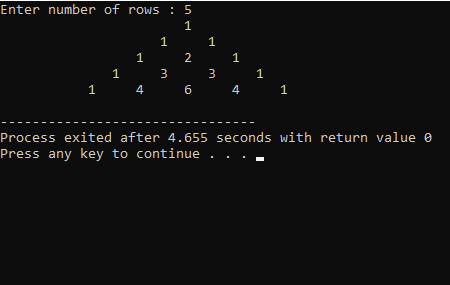 Enter number of rows : 5
1
1 1
1 2 1
1 3 3 1
1 4 6 4 1
--------------------------------
Process exited after 4.655 seconds with return value 0
Press any key to continue . . .